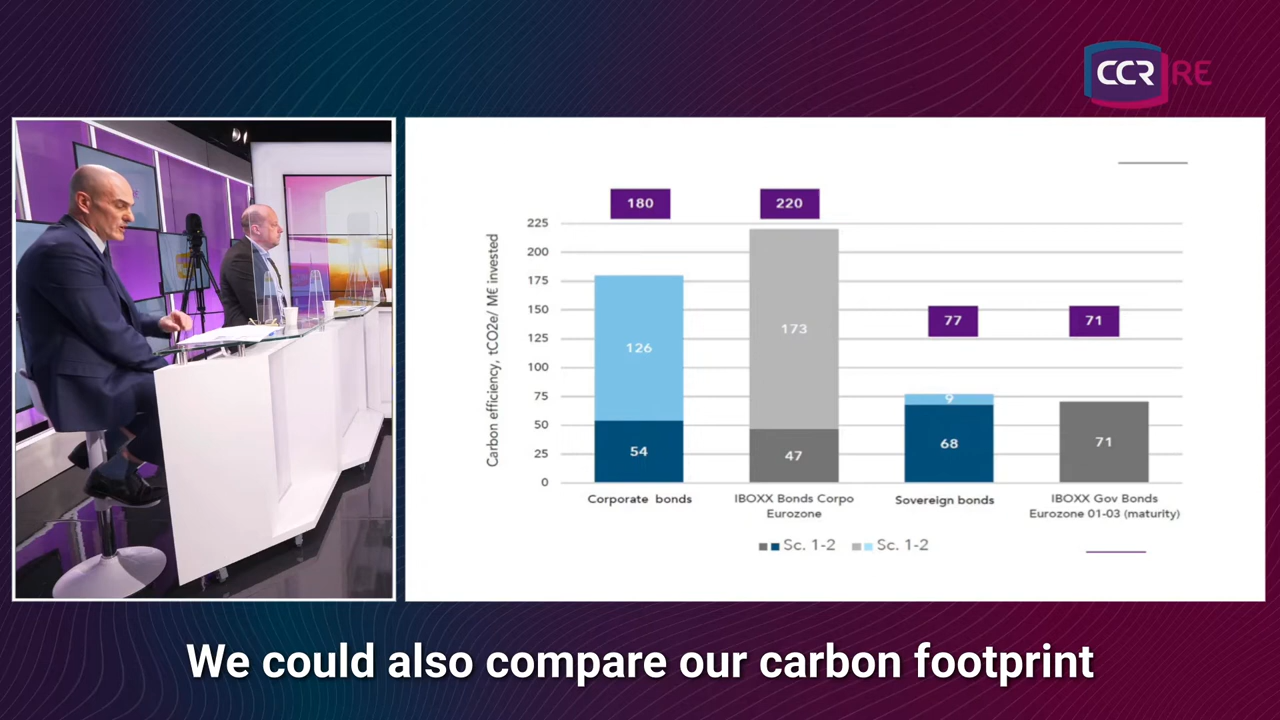 CCR RE
180
220
225
200
175
150
125
100
75
50
25
0
Carbon efficiency, tCO2e/ M€ invested
126
54
173
47
77
9
68
71
71
Corporate bonds
IBOXX Bonds Corpo
Eurozone
Sovereign bonds
IBOXX Gov Bonds
Eurozone 01-03 (maturity)
Sc. 1-2 Sc. 1-2
We could also compare our carbon footprint